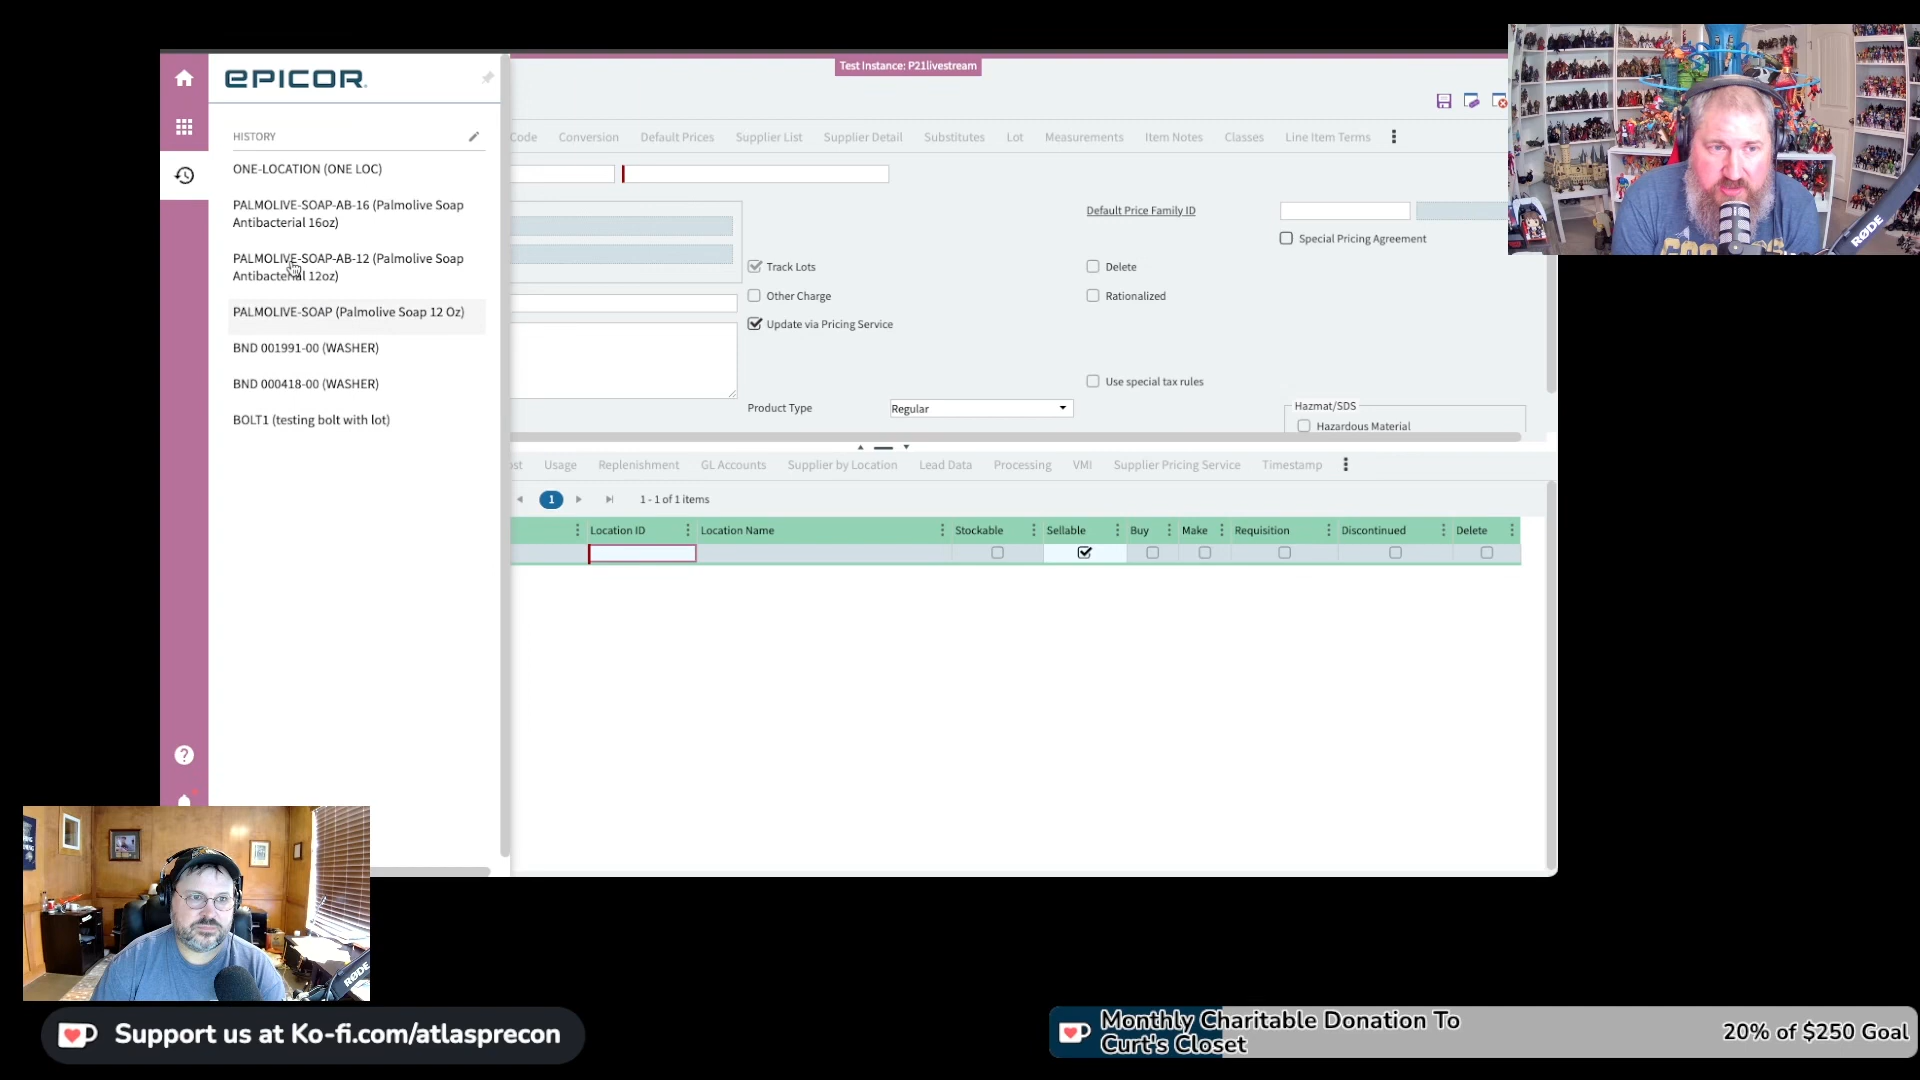 Test Instance: P21livestream
EPICOR
HISTORY
ONE-LOCATION (ONE LOC)
PALMOLIVE-SOAP-AB-16 (Palmolive Soap
Antibacterial 16oz)
PALMOLIVE-SOAP-AB-12 (Palmolive Soap
Antibacterial 12oz)
PALMOLIVE-SOAP (Palmolive Soap 12 Oz)
BND 001991-00 (WASHER)
BND 000418-00 (WASHER)
BOLT1 (testing bolt with lot)
Code Conversion Default Prices Supplier List Supplier Detail Substitutes Lot Measurements Item Notes Classes Line Item Terms
Default Price Family ID
Special Pricing Agreement
Track Lots Delete
Other Charge Rationalized
Update via Pricing Service
Use special tax rules
Product Type Regular
Hazmat/SDS
Hazardous Material
Usage Replenishment GL Accounts Supplier by Location Lead Data Processing VMI Supplier Pricing Service Timestamp
1 1 - 1 of 1 items
Location ID Location Name Stockable Sellable Buy Make Requisition Discontinued Delete
RØDE
RØDE
Support us at Ko-fi.com/atlasprecon
Monthly Charitable Donation To
Curt's Closet
20% of $250 Goal